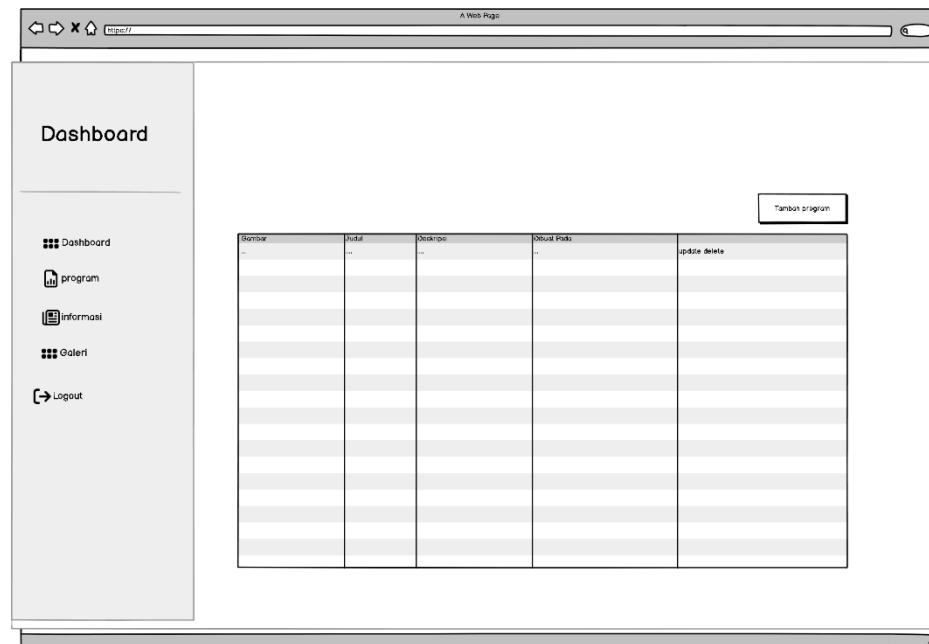 A Web Page
https://
Dashboard
Tambah program
Dashboard
program
informasi
Galeri
Logout
Gambar Judul Deskripsi Dibuat Pada
... ... ... ... update delete